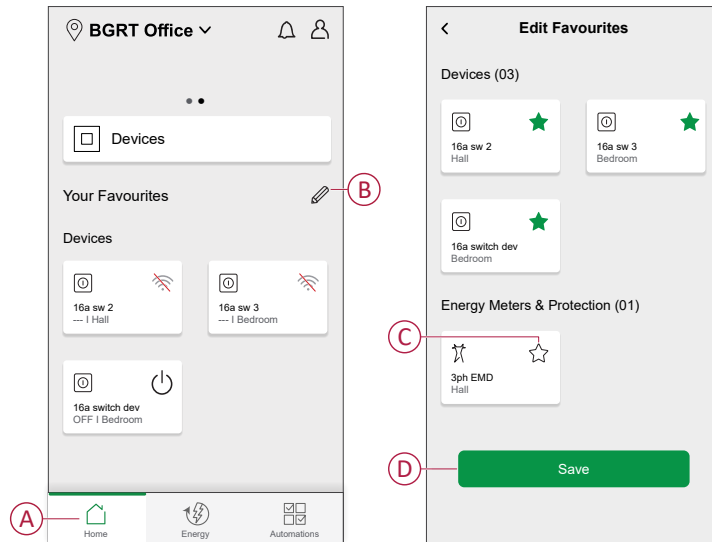 BGRT Office
Devices
Your Favourites
B
Devices
16a sw 2
--- I Hall
16a sw 3
--- I Bedroom
16a switch dev
OFF I Bedroom
A
Home
Energy
Automations
Edit Favourites
Devices (03)
16a sw 2
Hall
16a sw 3
Bedroom
16a switch dev
Bedroom
Energy Meters & Protection (01)
C
3ph EMD
Hall
D
Save